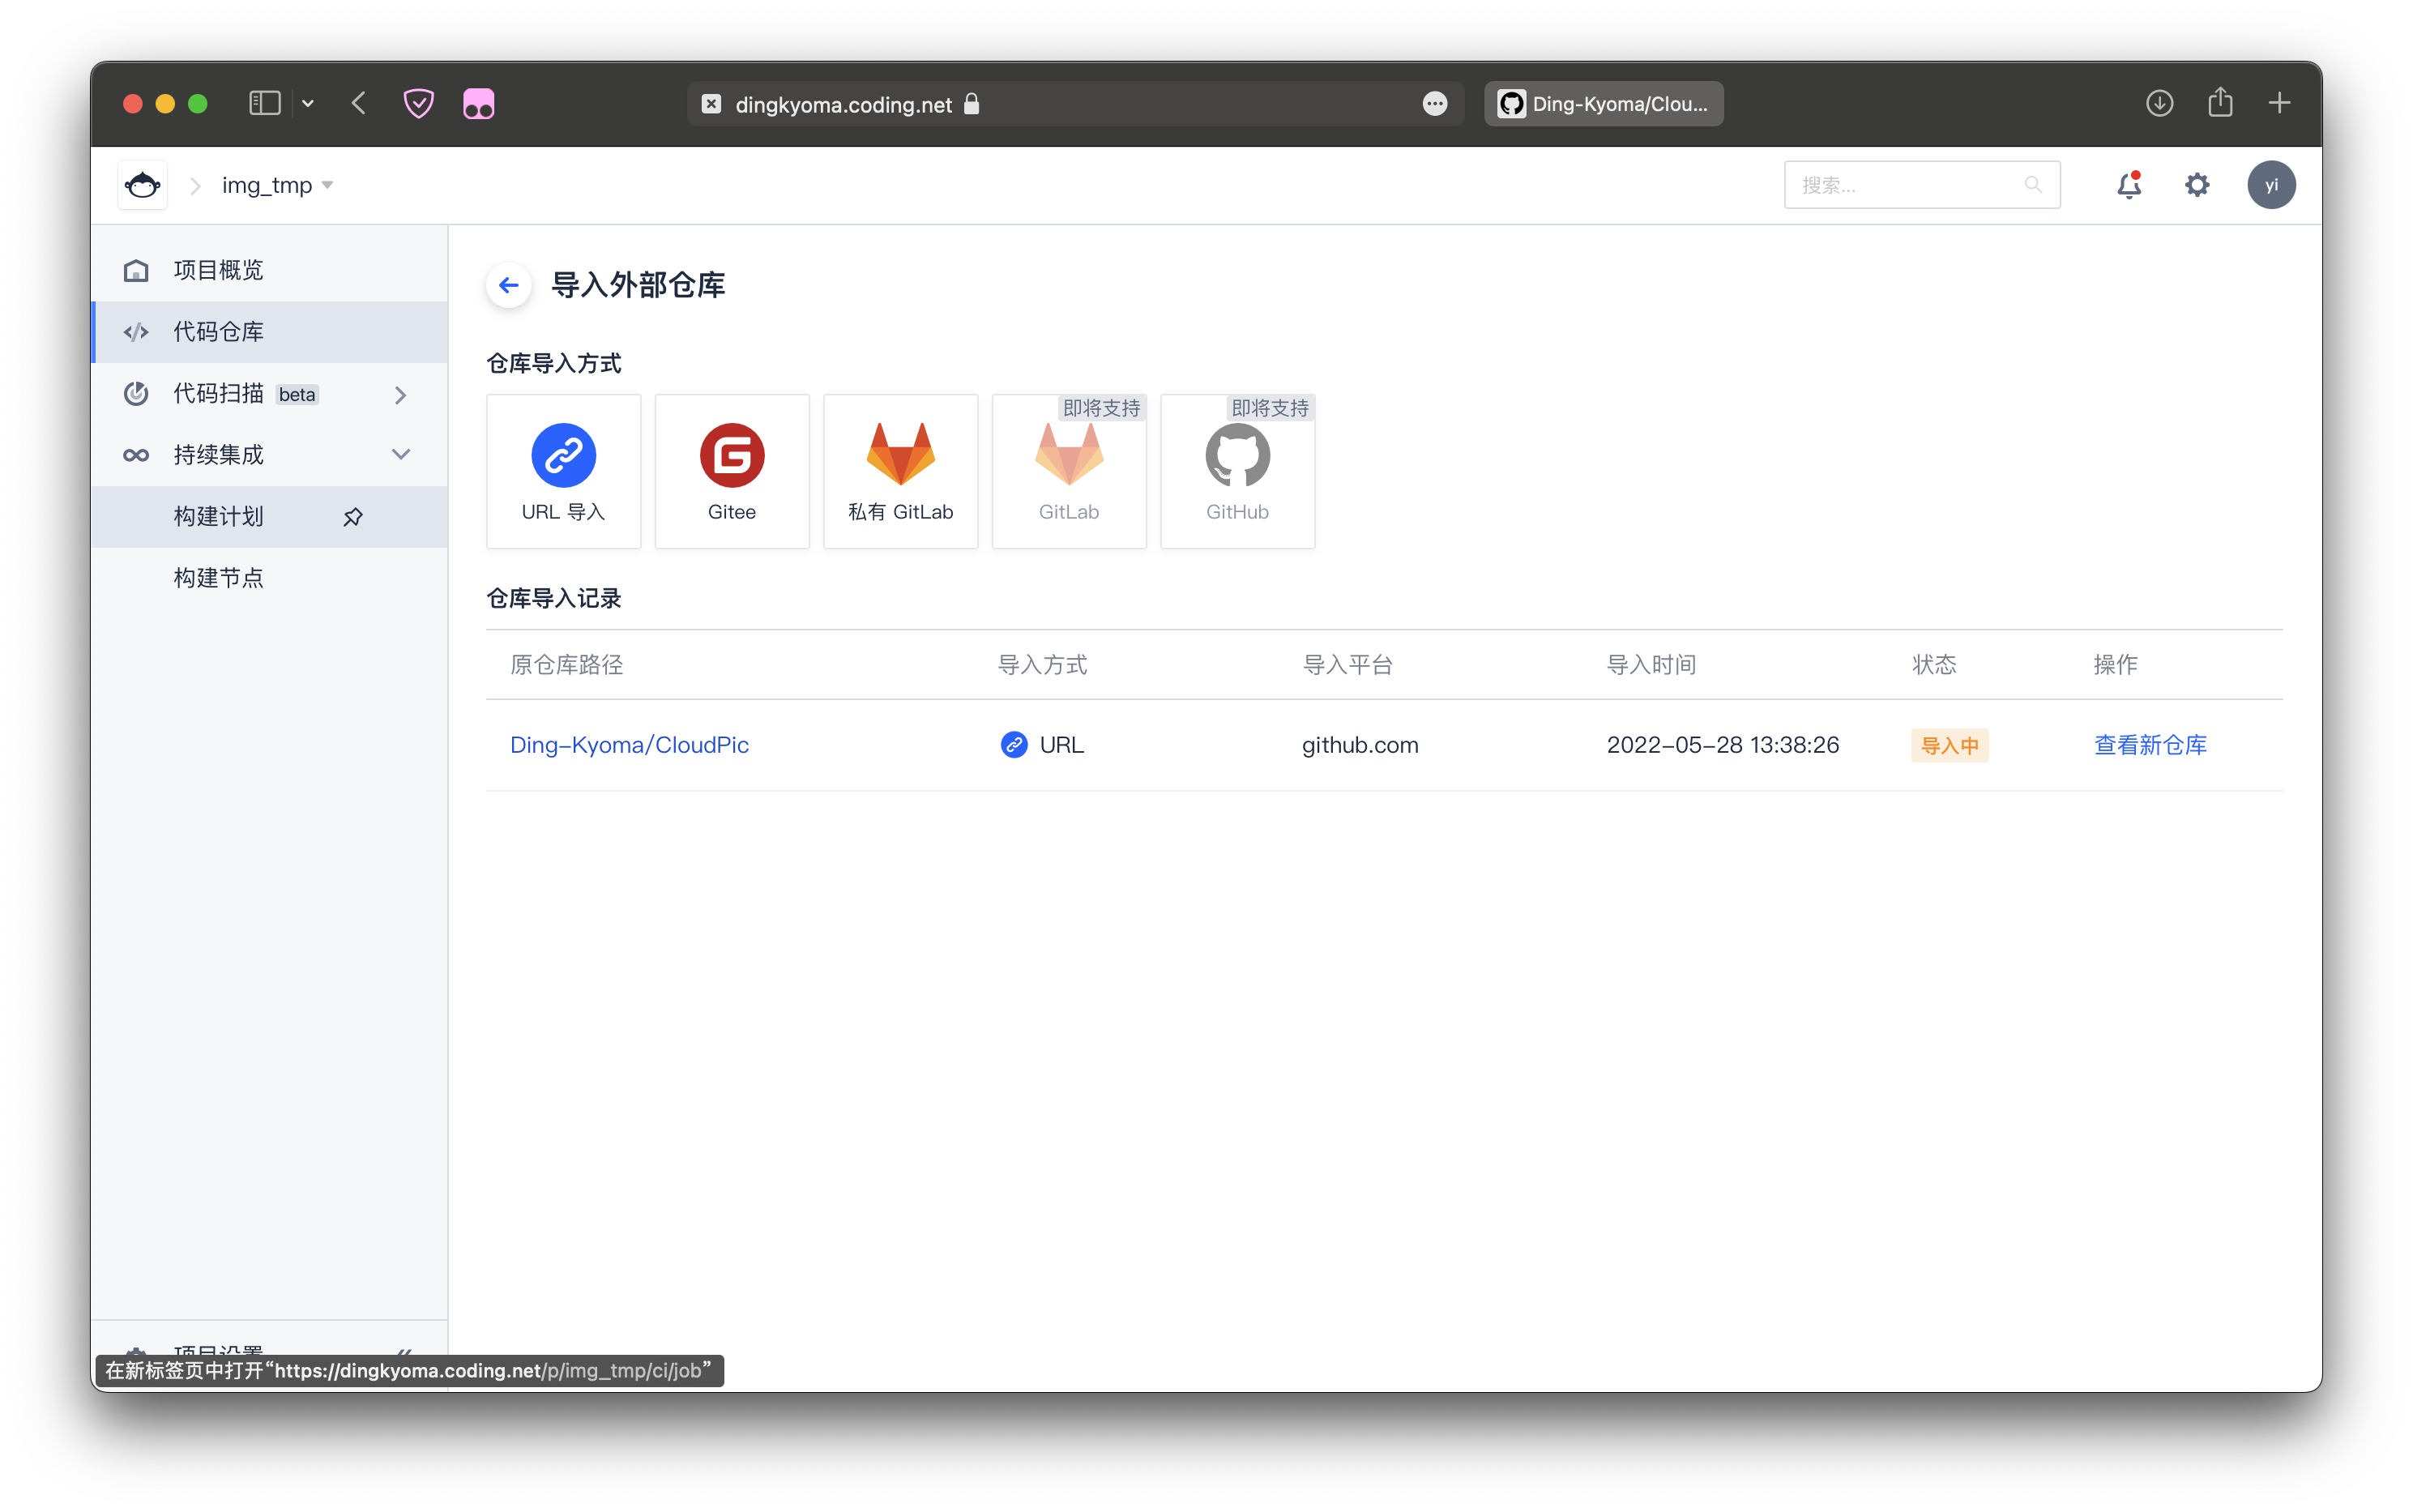 dingkyoma.coding.net
Ding-Kyoma/Clou...
img_tmp
搜索...
yi
项目概览
代码仓库
代码扫描 beta
持续集成
构建计划
构建节点
导入外部仓库
仓库导入方式
URL 导入
Gitee
私有 GitLab
即将支持
GitLab
即将支持
GitHub
仓库导入记录
原仓库路径 导入方式 导入平台 导入时间 状态 操作
Ding-Kyoma/CloudPic URL github.com 2022-05-28 13:38:26 导入中 查看新仓库
项目设置
在新标签页中打开“https://dingkyoma.coding.net/p/img_tmp/ci/job”